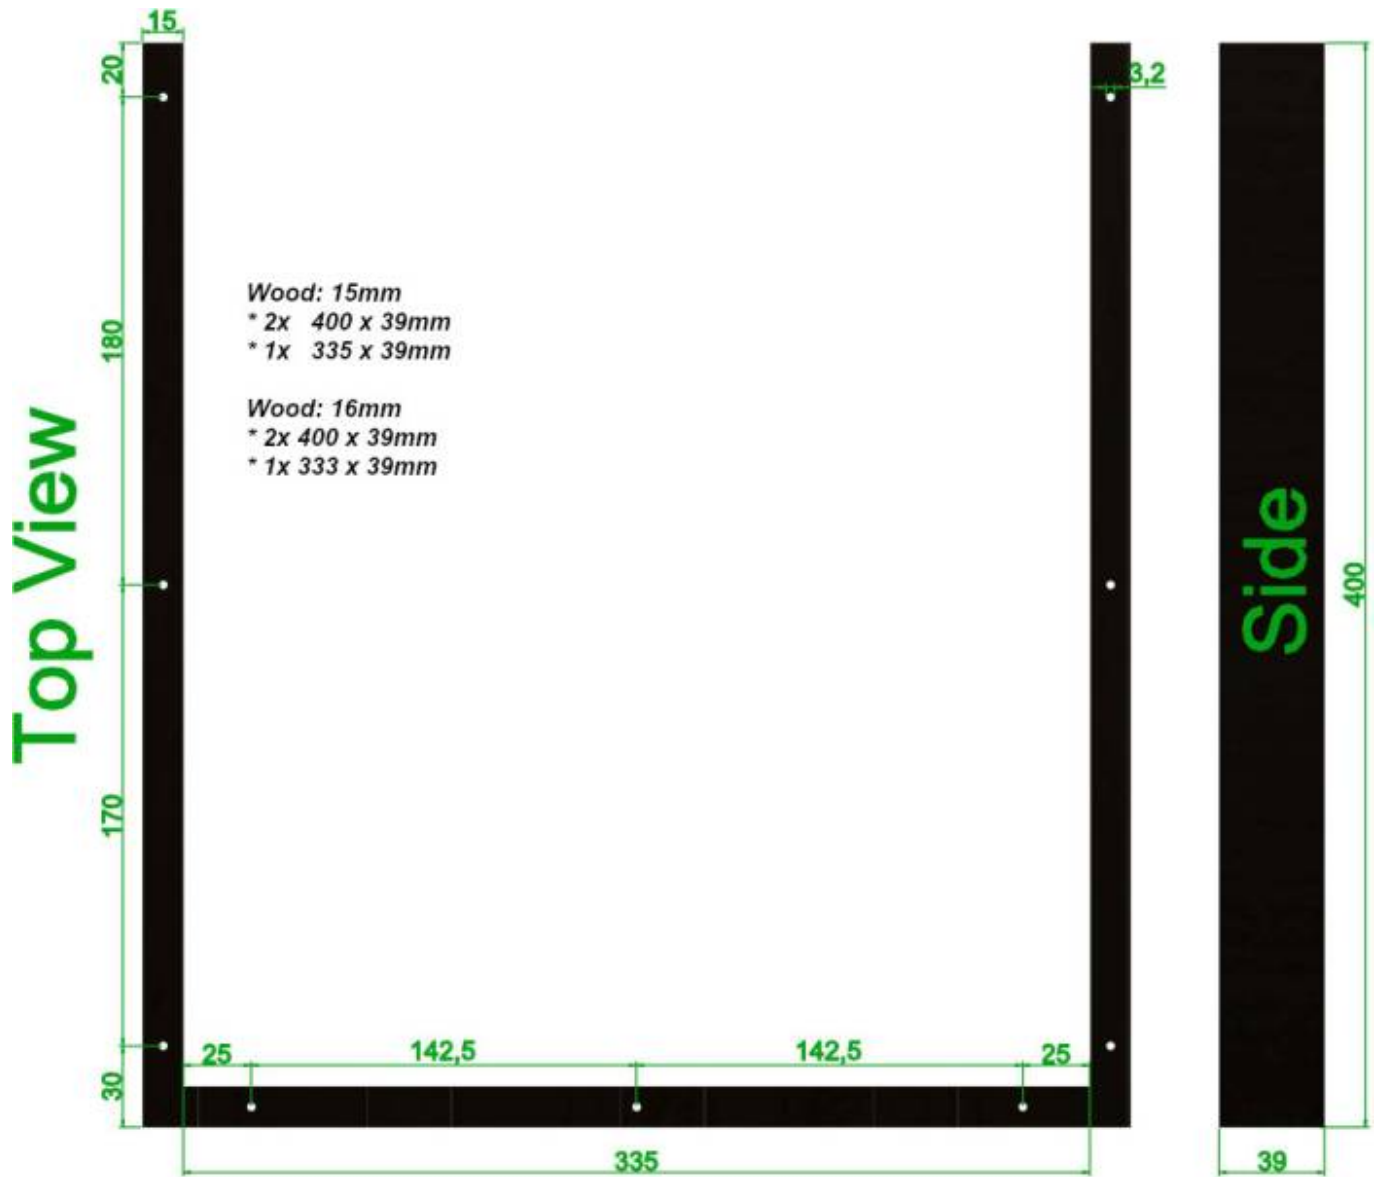 15
20
3,2
Wood: 15mm
* 2x 400 x 39mm
* 1x 335 x 39mm
180
Wood: 16mm
* 2x 400 x 39mm
* 1x 333 x 39mm
Top View
Side
400
170
25
142,5
142,5
25
30
335
39